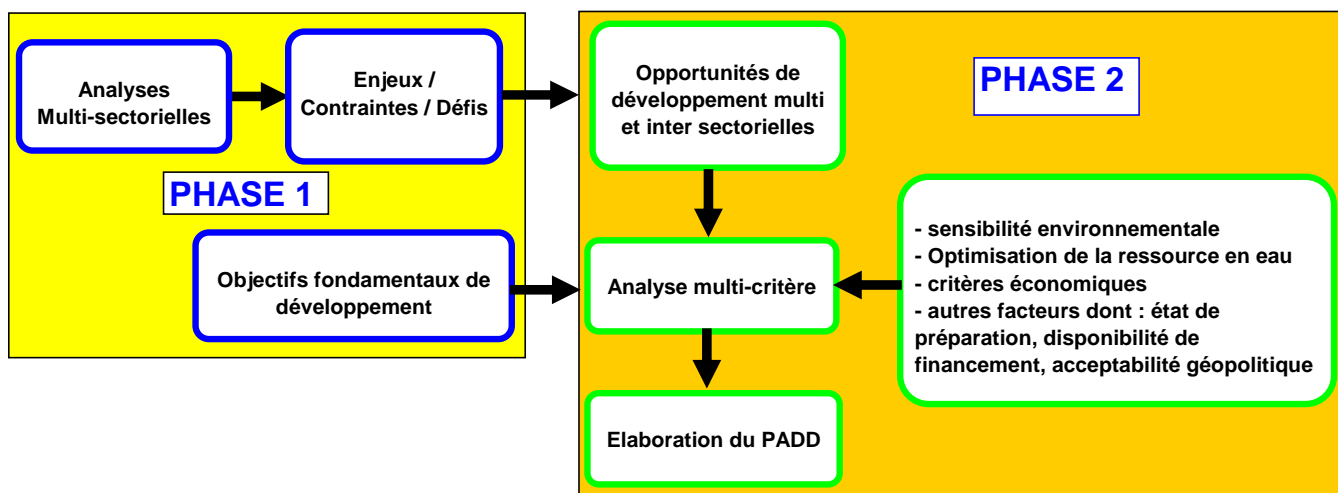 Analyses
Multi-sectorielles
Enjeux /
Contraintes / Défis
PHASE 1
Objectifs fondamentaux de
développement
Opportunités de
développement multi
et inter sectorielles
PHASE 2
Analyse multi-critère
- sensibilité environnementale
- Optimisation de la ressource en eau
- critères économiques
- autres facteurs dont : état de
préparation, disponibilité de
financement, acceptabilité géopolitique
Elaboration du PADD